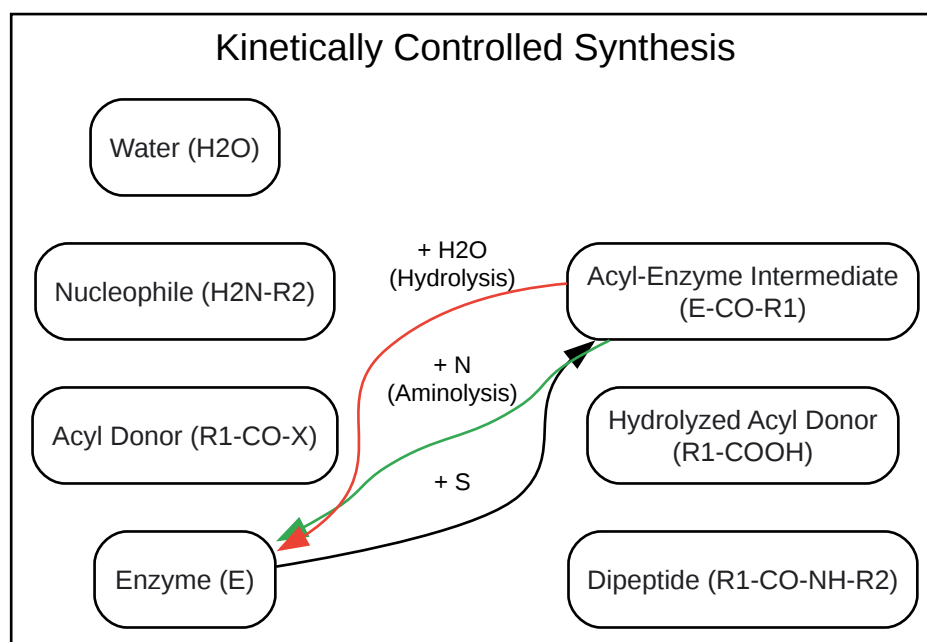 Kinetically Controlled Synthesis
Water (H2O)
+ H2O
(Hydrolysis)
Nucleophile (H2N-R2)
Acyl-Enzyme Intermediate
(E-CO-R1)
+ N
(Aminolysis)
Acyl Donor (R1-CO-X)
Hydrolyzed Acyl Donor
(R1-COOH)
+ S
Enzyme (E)
Dipeptide (R1-CO-NH-R2)